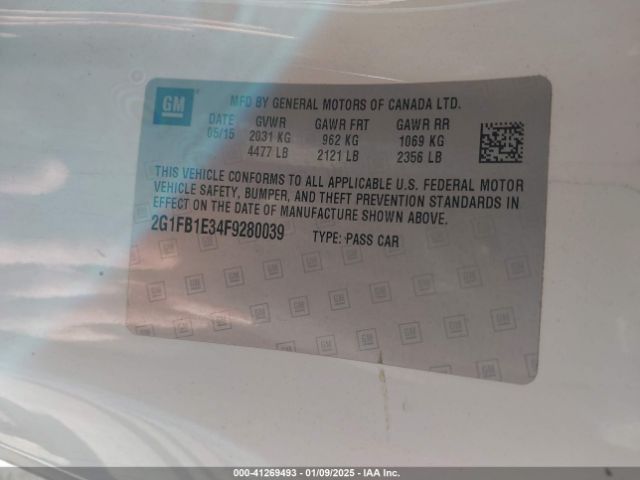 GM
MFD BY GENERAL MOTORS OF CANADA LTD.
DATE GVWR GAWR FRT GAWR RR
05/15 2031 KG 962 KG 1069 KG
4477 LB 2121 LB 2356 LB
THIS VEHICLE CONFORMS TO ALL APPLICABLE U.S. FEDERAL MOTOR
VEHICLE SAFETY, BUMPER, AND THEFT PREVENTION STANDARDS IN
EFFECT ON THE DATE OF MANUFACTURE SHOWN ABOVE.
2G1FB1E34F9280039 TYPE: PASS CAR
000-41269493 - 01/09/2025 - IAA Inc.